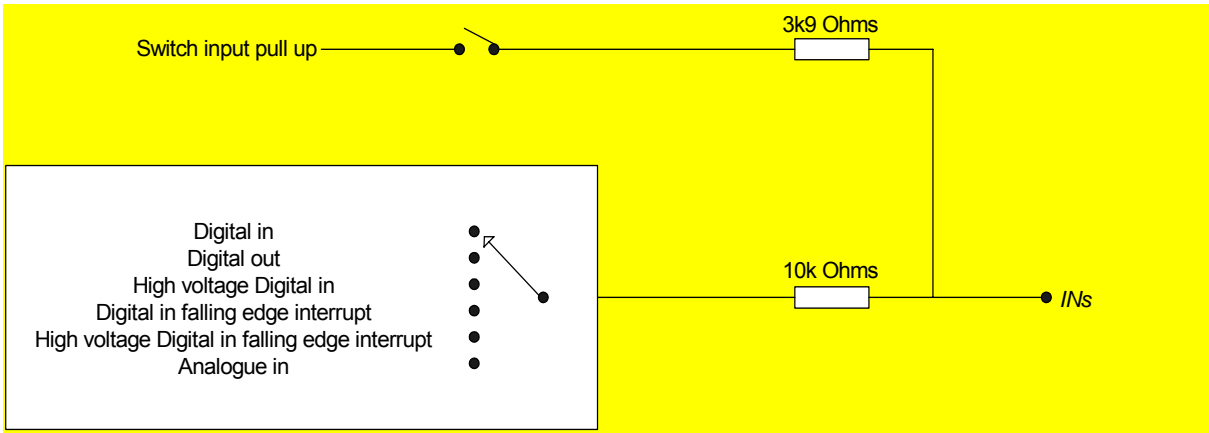 3k9 Ohms
Switch input pull up
Digital in
Digital out
High voltage Digital in
Digital in falling edge interrupt
High voltage Digital in falling edge interrupt
Analogue in
10k Ohms
INs